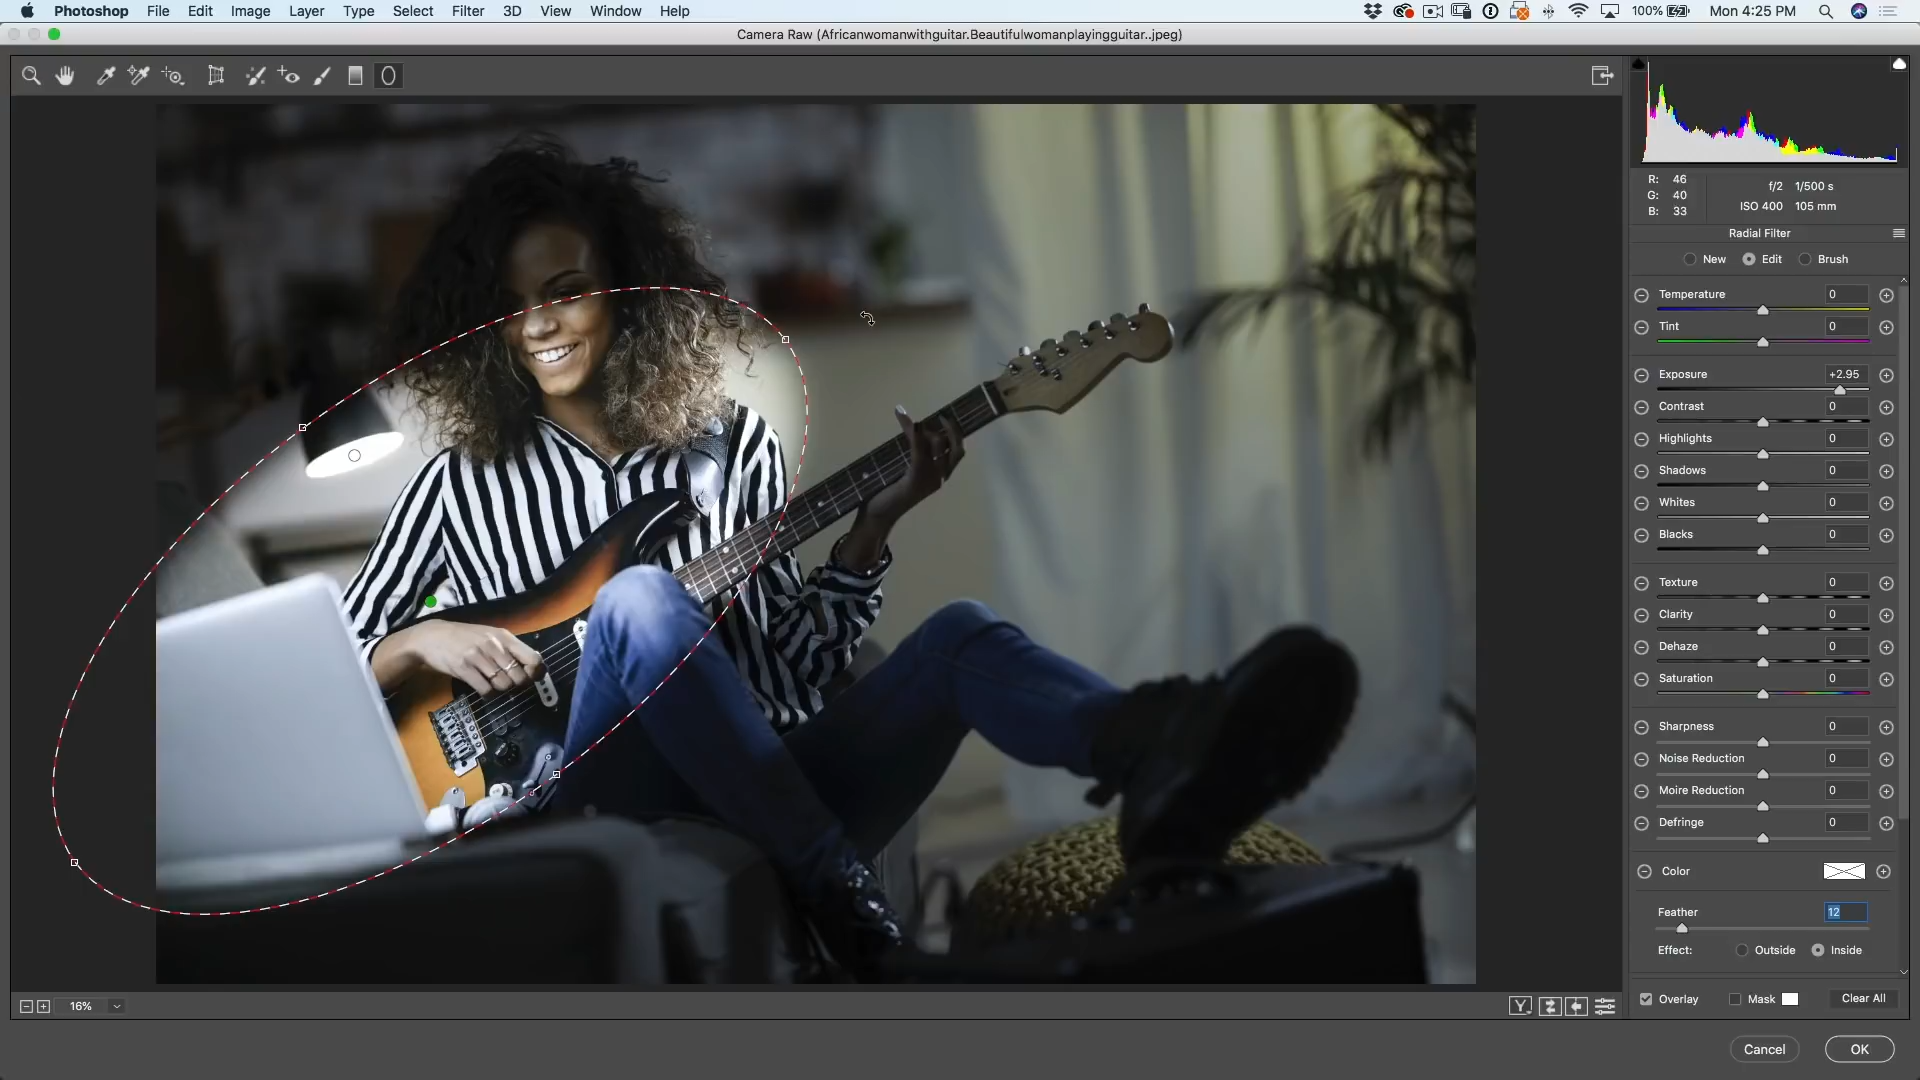 Photoshop File Edit Image Layer Type Select Filter 3D View Window Help 100% Mon 4:25 PM
Camera Raw (Africanwomanwithguitar.Beautifulwomanplayingguitar..jpeg)
R: 46
G: 40
B: 33
f/2 1/500 s
ISO 400 105 mm
Radial Filter
New Edit Brush
Temperature 0
Tint 0
Exposure +2.95
Contrast 0
Highlights 0
Shadows 0
Whites 0
Blacks 0
Texture 0
Clarity 0
Dehaze 0
Saturation 0
Sharpness 0
Noise Reduction 0
Moire Reduction 0
Defringe 0
Color
Feather 12
Effect: Outside Inside
16%
Y
Overlay Mask Clear All
Cancel OK